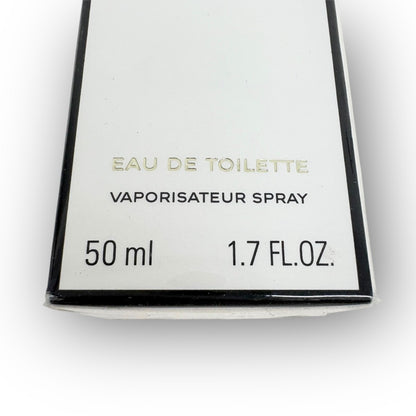 EAU DE TOILETTE
VAPORISATEUR SPRAY
50 ml 1.7 FL.OZ.